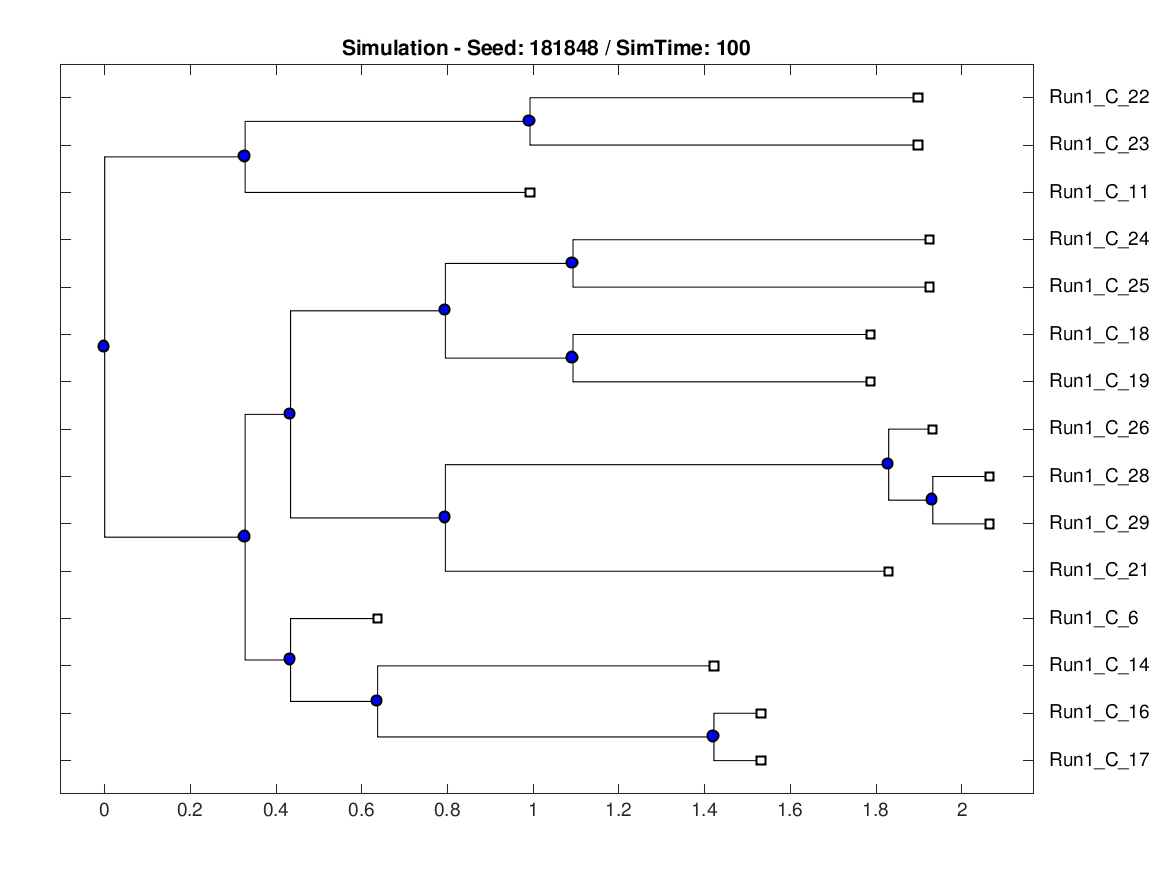 Simulation - Seed: 181848 / SimTime: 100
Run1_C_22
Run1_C_23
Run1_C_11
Run1_C_24
Run1_C_25
Run1_C_18
Run1_C_19
Run1_C_26
Run1_C_28
Run1_C_29
Run1_C_21
Run1_C_6
Run1_C_14
Run1_C_16
Run1_C_17
0 0.2 0.4 0.6 0.8 1 1.2 1.4 1.6 1.8 2